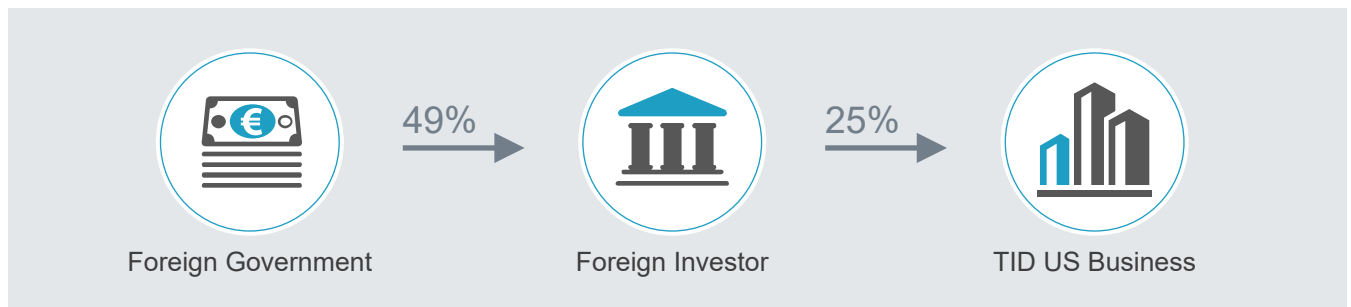 €
49%
25%
Foreign Government
Foreign Investor
TID US Business